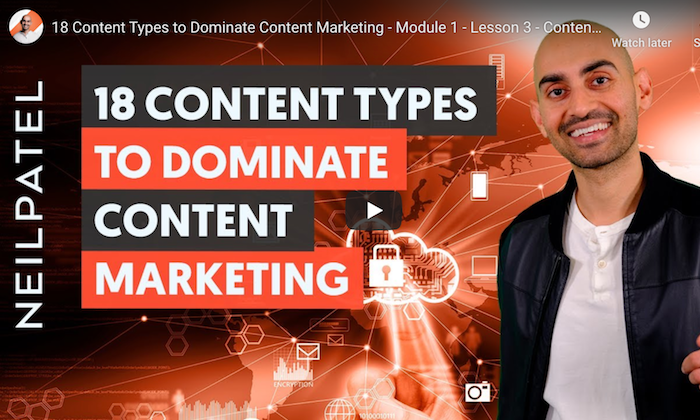 18 Content Types to Dominate Content Marketing - Module 1 - Lesson 3 - Conten...
Watch later
S
NEILPATEL
18 CONTENT TYPES
TO DOMINATE
CONTENT
MARKETING
ENCRYPTION